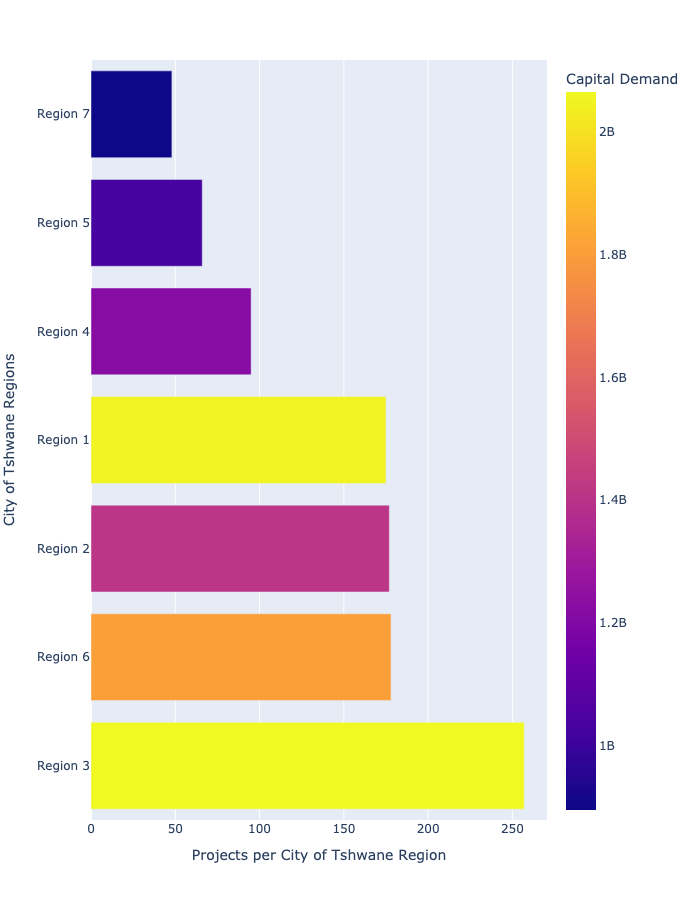 Capital Demand
Region 7
Region 5
Region 4
Region 1
Region 2
Region 6
Region 3
City of Tshwane Regions
0 50 100 150 200 250
Projects per City of Tshwane Region
2B
1.8B
1.6B
1.4B
1.2B
1B